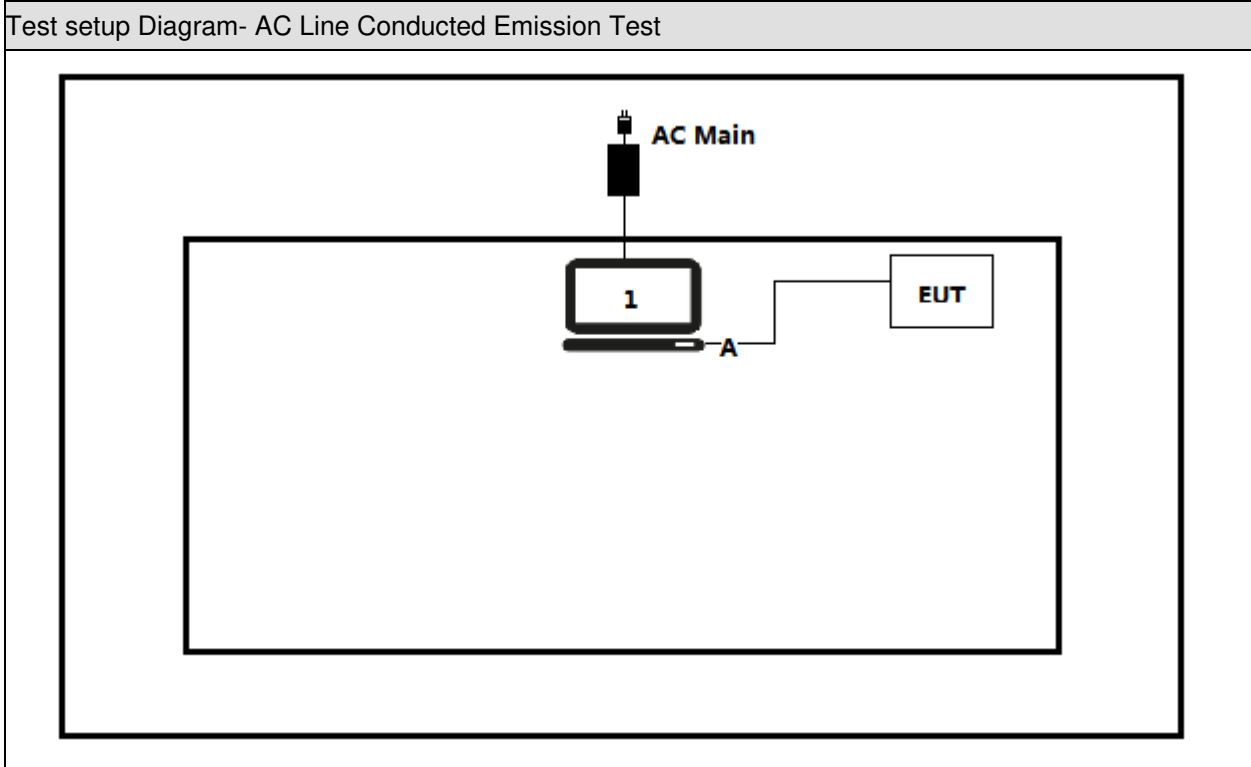 Test setup Diagram- AC Line Conducted Emission Test
AC Main
1
EUT
A